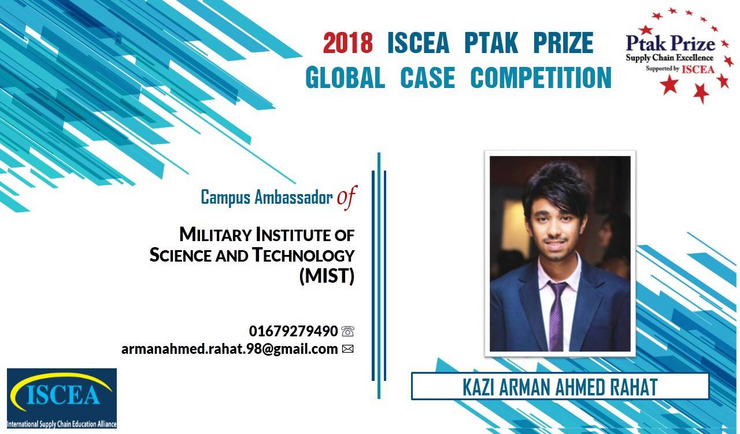 2018 ISCEA PTAK PRIZE
GLOBAL CASE COMPETITION
Ptak Prize
Supply Chain Excellence
Supported by ISCEA
Campus Ambassador of
MILITARY INSTITUTE OF
SCIENCE AND TECHNOLOGY
(MIST)
01679279490
armanahmed.rahat.98@gmail.com
KAZI ARMAN AHMED RAHAT
ISCEA
International Supply Chain Education Alliance